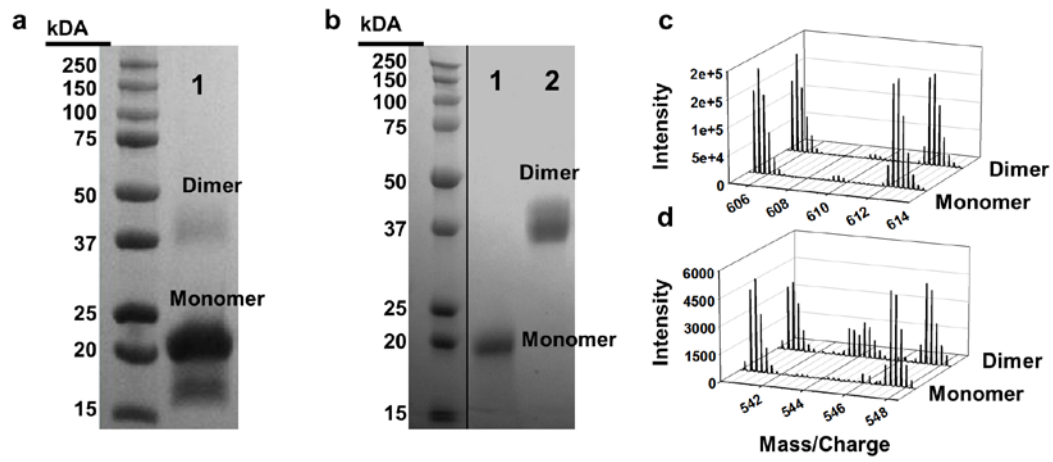 a
kDA
250
150
100
75
50
37
25
20
15
1
Dimer
Monomer
b
kDA
250
150
100
75
50
37
25
20
15
1 2
Dimer
Monomer
c
Intensity
2e+5
2e+5
1e+5
5e+4
0
606 608 610 612 614
Dimer
Monomer
d
Intensity
6000
4500
3000
1500
0
542 544 546 548
Dimer
Monomer
Mass/Charge